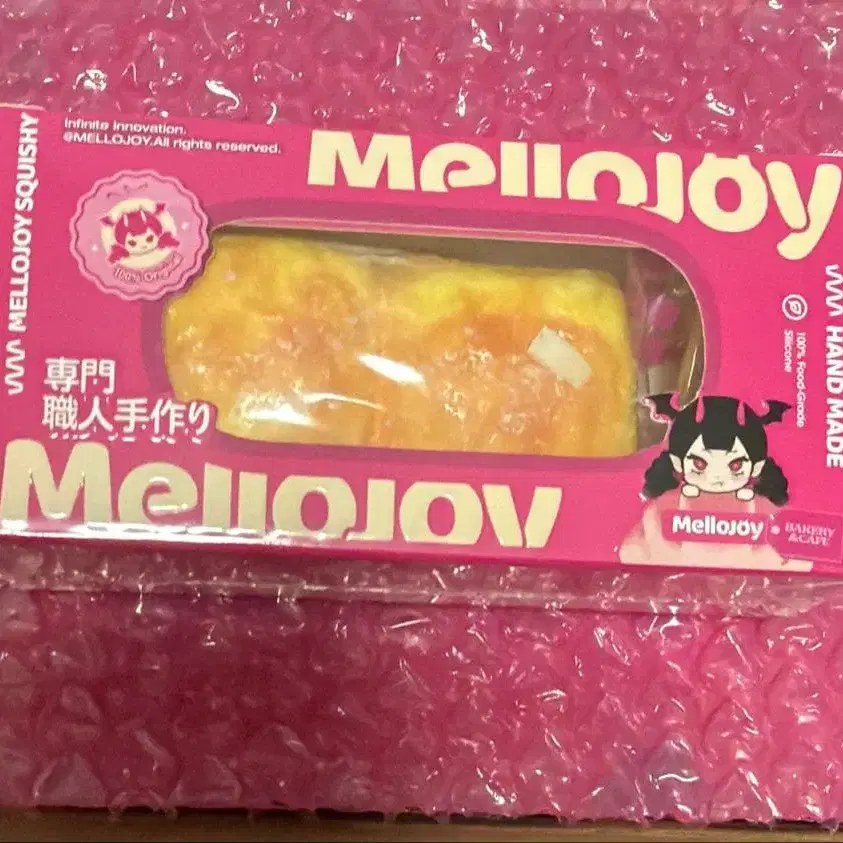 Infinite Innovation.
@MELLOJOY.All rights reserved.
MelloJoy
MELLOJOY SQUISHY
100% Original
HAND MADE
100% Food-Grade
Silicone
専門
職人手作り
MelloJoy
MelloJoy
BAKERY
&CAFE